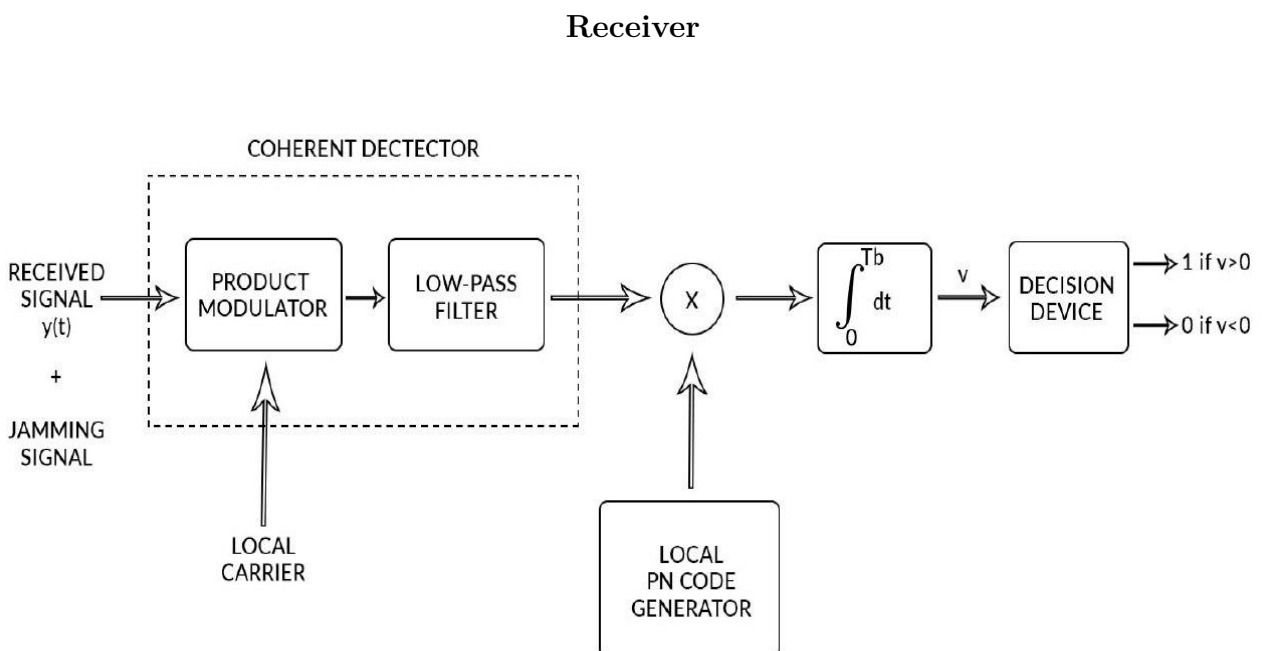 Receiver
COHERENT DECTECTOR
RECEIVED
SIGNAL
y(t)
+
JAMMING
SIGNAL
PRODUCT
MODULATOR
LOW-PASS
FILTER
LOCAL
CARRIER
X
LOCAL
PN CODE
GENERATOR
Tb
∫ dt
0
v
DECISION
DEVICE
1 if v>0
0 if v<0